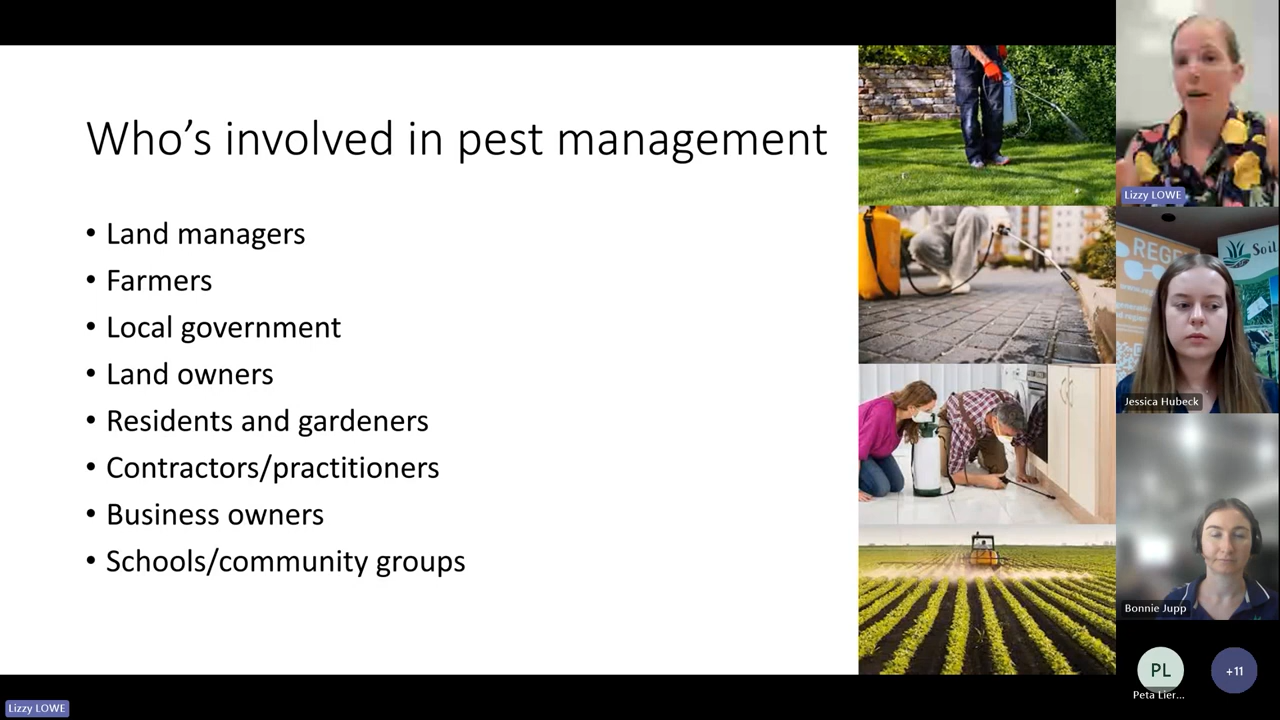 Who's involved in pest management
• Land managers
• Farmers
• Local government
• Land owners
• Residents and gardeners
• Contractors/practitioners
• Business owners
• Schools/community groups
Lizzy LOWE
Soil
Jessica Hubeck
Bonnie Jupp
PL
+11
Peta Lier...
Lizzy LOWE